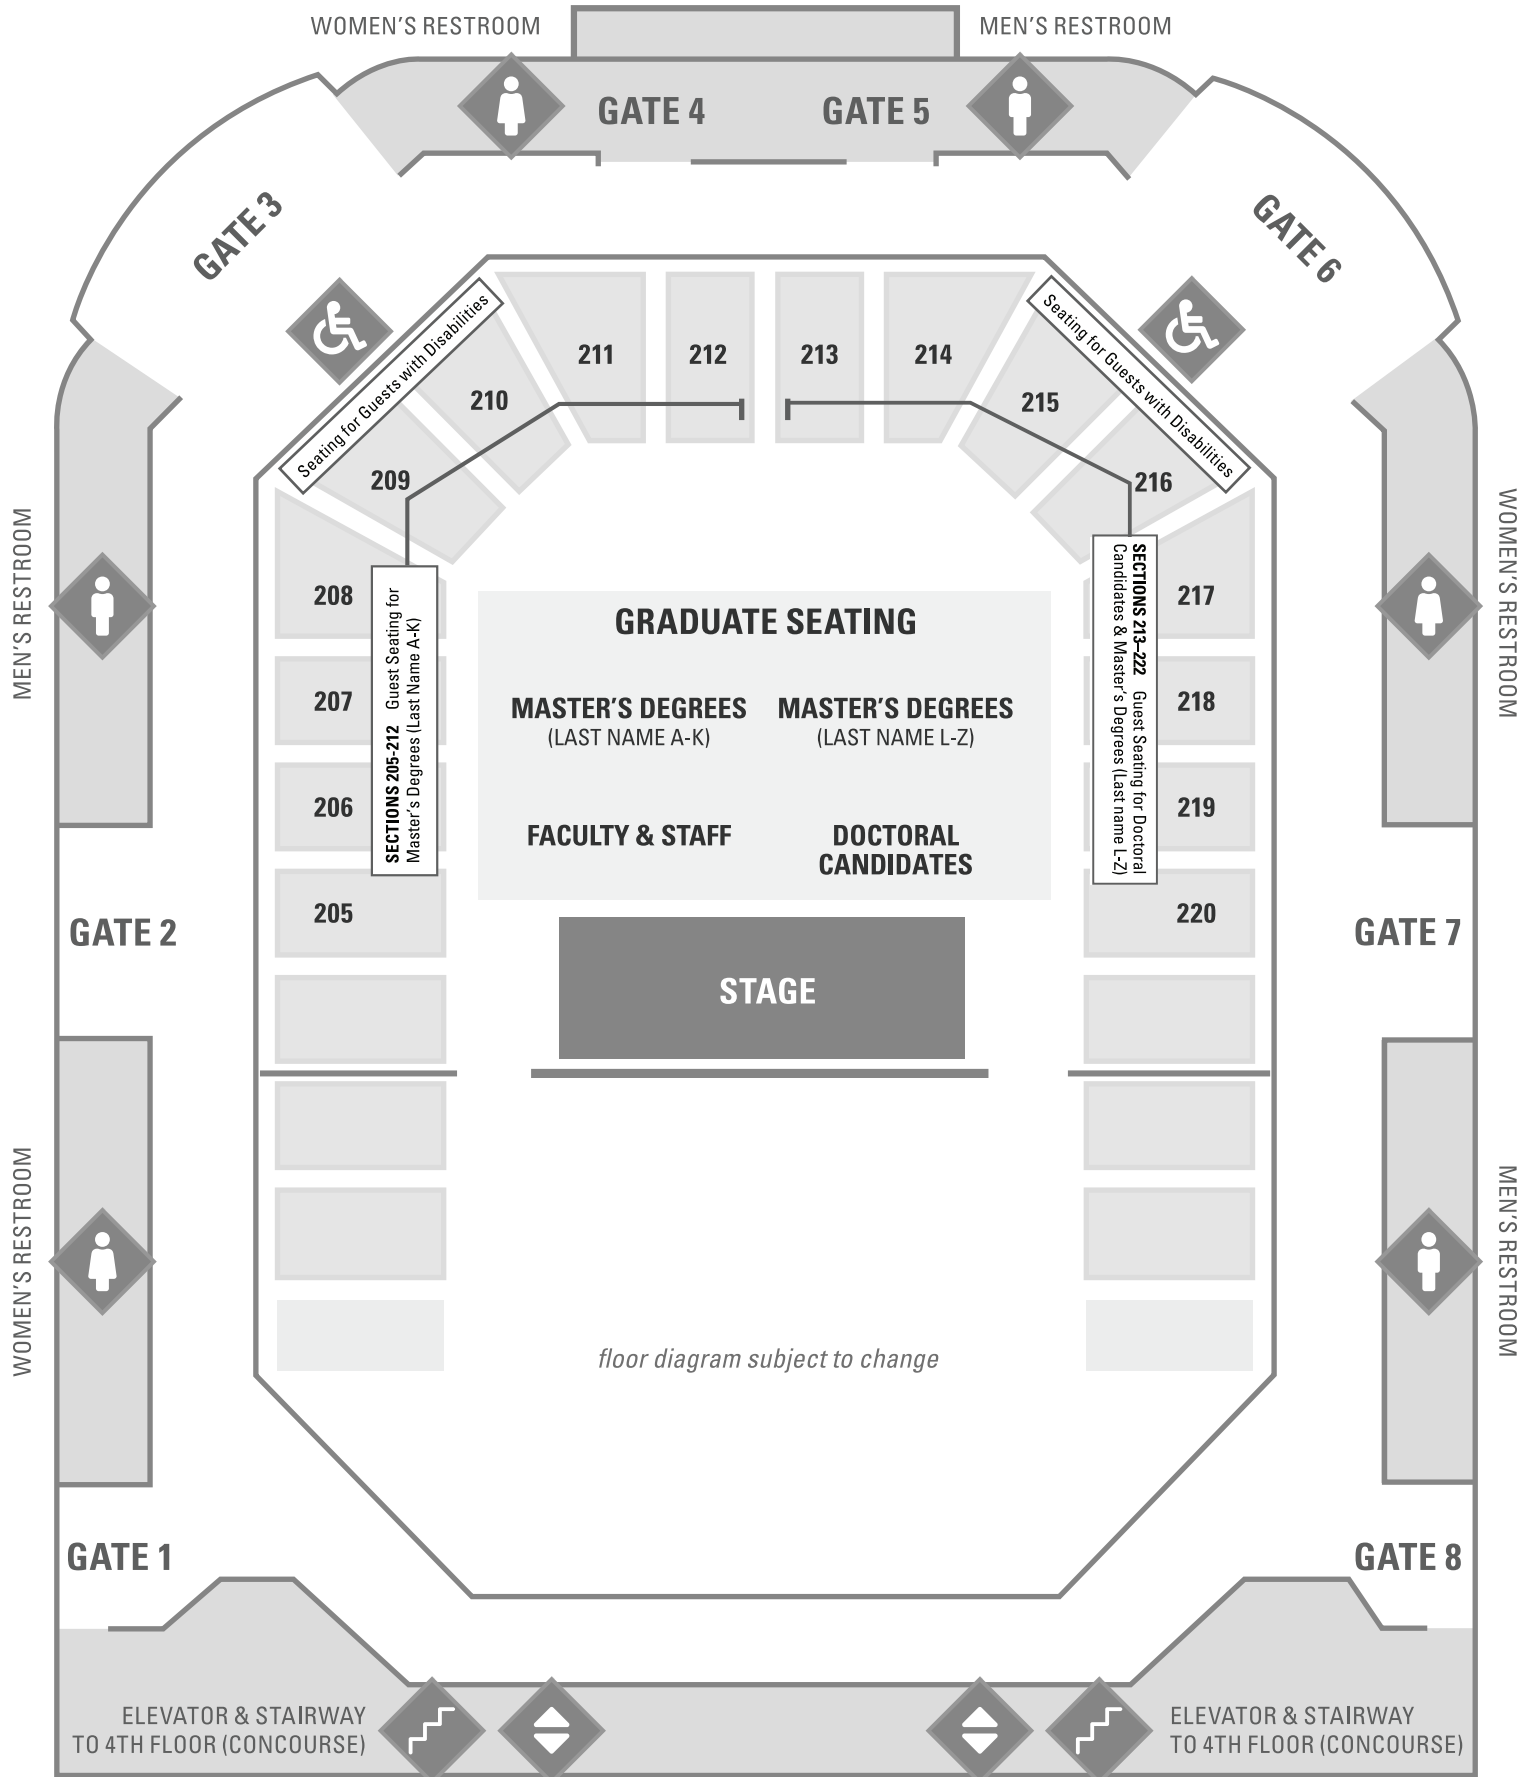 WOMEN'S RESTROOM
MEN'S RESTROOM
GATE 4
GATE 5
GATE 3
GATE 6
Seating for Guests with Disabilities
Seating for Guests with Disabilities
211
212
213
214
210
215
209
216
208
217
207
218
206
219
205
220
SECTIONS 205-212 Guest Seating for
Master's Degrees (Last Name A-K)
SECTIONS 213–222 Guest Seating for Doctoral
Candidates & Master's Degrees (Last name L-Z)
MEN'S RESTROOM
WOMEN'S RESTROOM
GRADUATE SEATING
MASTER'S DEGREES
(LAST NAME A-K)
MASTER'S DEGREES
(LAST NAME L-Z)
FACULTY & STAFF
DOCTORAL
CANDIDATES
GATE 2
GATE 7
STAGE
WOMEN'S RESTROOM
MEN'S RESTROOM
floor diagram subject to change
GATE 1
GATE 8
ELEVATOR & STAIRWAY
TO 4TH FLOOR (CONCOURSE)
ELEVATOR & STAIRWAY
TO 4TH FLOOR (CONCOURSE)